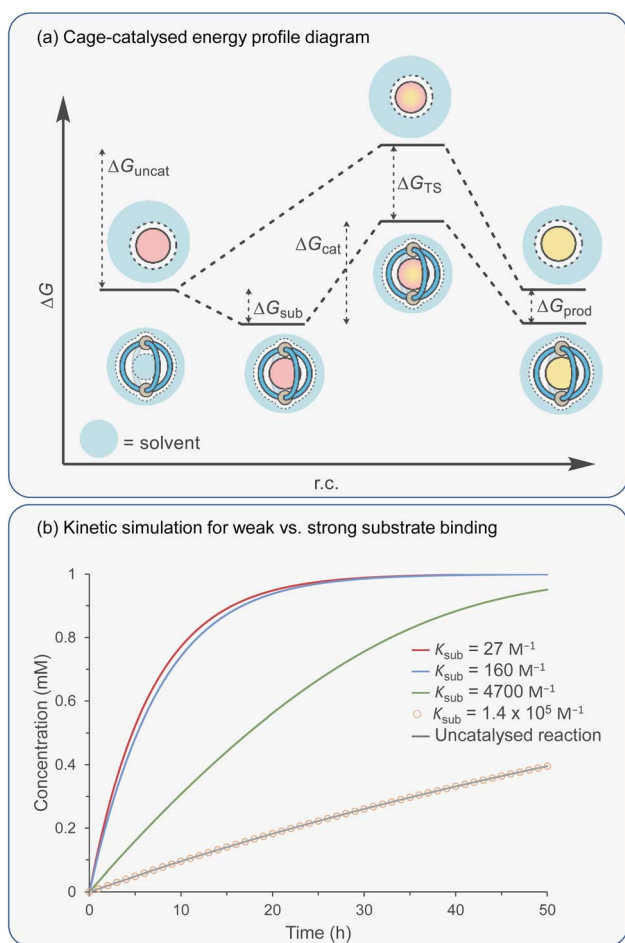 (a) Cage-catalysed energy profile diagram
ΔG
ΔGuncat
ΔGTS
ΔGcat
ΔGsub
ΔGprod
= solvent
r.c.
(b) Kinetic simulation for weak vs. strong substrate binding
Concentration (mM)
1
0.8
0.6
0.4
0.2
0
Ksub = 27 M⁻¹
Ksub = 160 M⁻¹
Ksub = 4700 M⁻¹
Ksub = 1.4 x 10⁵ M⁻¹
Uncatalysed reaction
0 10 20 30 40 50
Time (h)